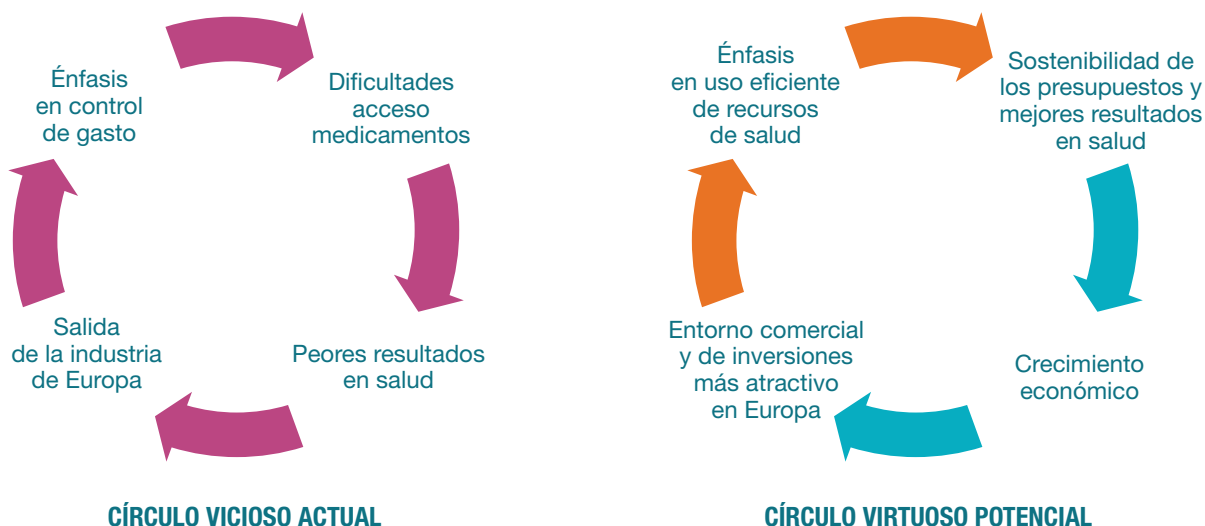 Énfasis
en control
de gasto
Dificultades
acceso
medicamentos
Peores resultados
en salud
Salida
de la industria
de Europa
CÍRCULO VICIOSO ACTUAL
Énfasis
en uso eficiente
de recursos
de salud
Sostenibilidad de
los presupuestos y
mejores resultados
en salud
Crecimiento
económico
Entorno comercial
y de inversiones
más atractivo
en Europa
CÍRCULO VIRTUOSO POTENCIAL